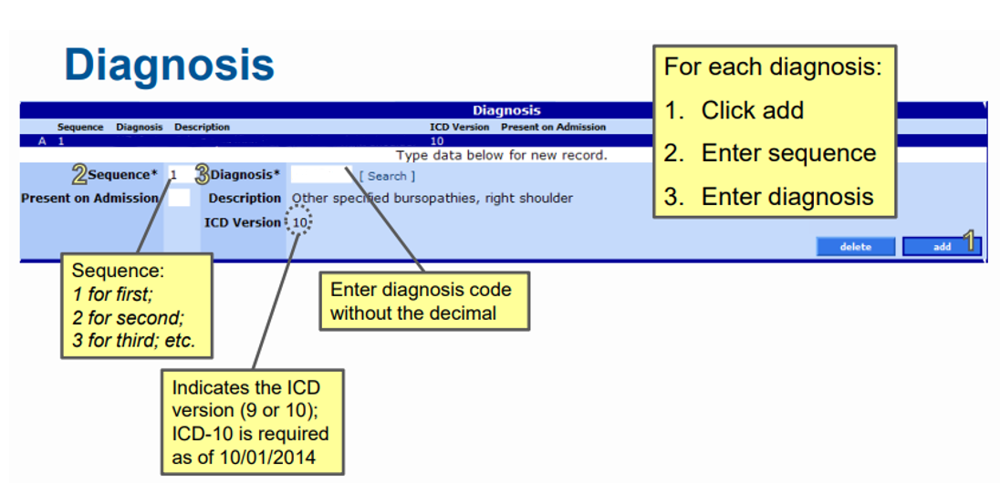 Diagnosis
For each diagnosis:
1. Click add
2. Enter sequence
3. Enter diagnosis
Diagnosis
Sequence Diagnosis Description ICD Version Present on Admission
A 1 10
Type data below for new record.
2 Sequence* 1 3 Diagnosis* [ Search ]
Present on Admission Description Other specified bursopathies, right shoulder
ICD Version 10
delete add 1
Sequence:
1 for first;
2 for second;
3 for third; etc.
Enter diagnosis code
without the decimal
Indicates the ICD
version (9 or 10);
ICD-10 is required
as of 10/01/2014